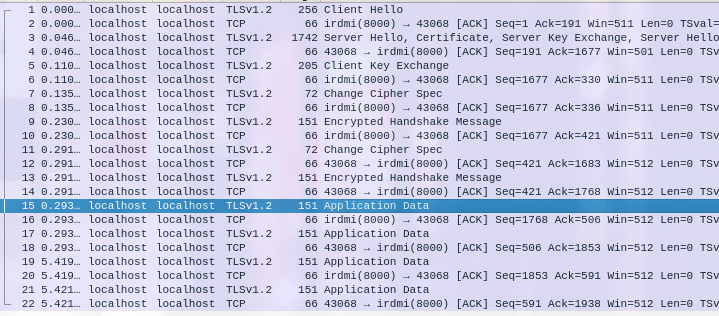 1 0.000… localhost localhost TLSv1.2 256 Client Hello
2 0.000… localhost localhost TCP 66 irdmi(8000) → 43068 [ACK] Seq=1 Ack=191 Win=511 Len=0 TSval=
3 0.046… localhost localhost TLSv1.2 1742 Server Hello, Certificate, Server Key Exchange, Server Hello
4 0.046… localhost localhost TCP 66 43068 → irdmi(8000) [ACK] Seq=191 Ack=1677 Win=501 Len=0 TSv
5 0.110… localhost localhost TLSv1.2 205 Client Key Exchange
6 0.110… localhost localhost TCP 66 irdmi(8000) → 43068 [ACK] Seq=1677 Ack=330 Win=511 Len=0 TSv
7 0.135… localhost localhost TLSv1.2 72 Change Cipher Spec
8 0.135… localhost localhost TCP 66 irdmi(8000) → 43068 [ACK] Seq=1677 Ack=336 Win=511 Len=0 TSv
9 0.230… localhost localhost TLSv1.2 151 Encrypted Handshake Message
10 0.230… localhost localhost TCP 66 irdmi(8000) → 43068 [ACK] Seq=1677 Ack=421 Win=511 Len=0 TSv
11 0.291… localhost localhost TLSv1.2 72 Change Cipher Spec
12 0.291… localhost localhost TCP 66 43068 → irdmi(8000) [ACK] Seq=421 Ack=1683 Win=512 Len=0 TSv
13 0.291… localhost localhost TLSv1.2 151 Encrypted Handshake Message
14 0.291… localhost localhost TCP 66 43068 → irdmi(8000) [ACK] Seq=421 Ack=1768 Win=512 Len=0 TSv
15 0.293… localhost localhost TLSv1.2 151 Application Data
16 0.293… localhost localhost TCP 66 irdmi(8000) → 43068 [ACK] Seq=1768 Ack=506 Win=512 Len=0 TSv
17 0.293… localhost localhost TLSv1.2 151 Application Data
18 0.293… localhost localhost TCP 66 43068 → irdmi(8000) [ACK] Seq=506 Ack=1853 Win=512 Len=0 TSv
19 5.419… localhost localhost TLSv1.2 151 Application Data
20 5.419… localhost localhost TCP 66 irdmi(8000) → 43068 [ACK] Seq=1853 Ack=591 Win=512 Len=0 TSv
21 5.421… localhost localhost TLSv1.2 151 Application Data
22 5.421… localhost localhost TCP 66 43068 → irdmi(8000) [ACK] Seq=591 Ack=1938 Win=512 Len=0 TSv